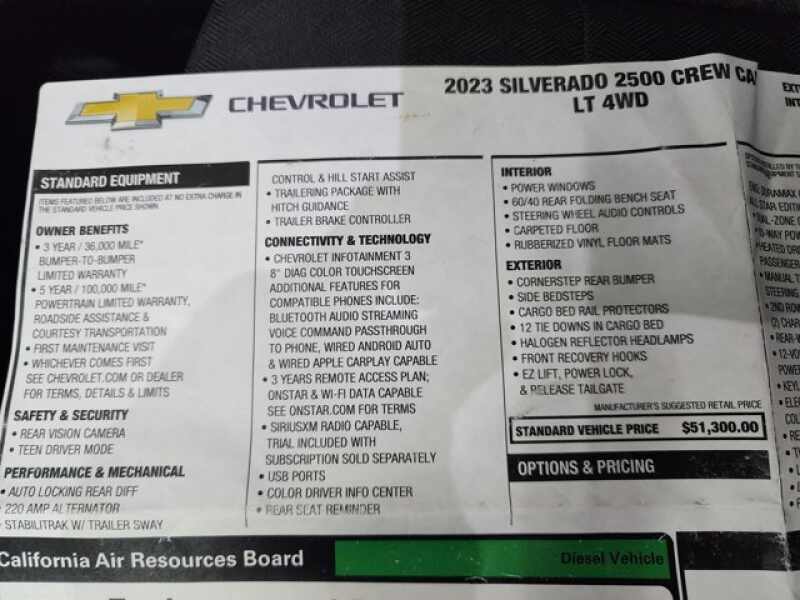 CHEVROLET
2023 SILVERADO 2500 CREW CA
LT 4WD
STANDARD EQUIPMENT
ITEMS FEATURED BELOW ARE INCLUDED AT NO EXTRA CHARGE IN
THE STANDARD VEHICLE PRICE SHOWN.
OWNER BENEFITS
• 3 YEAR / 36,000 MILE*
BUMPER-TO-BUMPER
LIMITED WARRANTY
• 5 YEAR / 100,000 MILE*
POWERTRAIN LIMITED WARRANTY,
ROADSIDE ASSISTANCE &
COURTESY TRANSPORTATION
• FIRST MAINTENANCE VISIT
• WHICHEVER COMES FIRST
SEE CHEVROLET.COM OR DEALER
FOR TERMS, DETAILS & LIMITS
SAFETY & SECURITY
• REAR VISION CAMERA
• TEEN DRIVER MODE
PERFORMANCE & MECHANICAL
• AUTO LOCKING REAR DIFF
• 220 AMP ALTERNATOR
• STABILITRAK W/ TRAILER SWAY
CONTROL & HILL START ASSIST
• TRAILERING PACKAGE WITH
HITCH GUIDANCE
• TRAILER BRAKE CONTROLLER
CONNECTIVITY & TECHNOLOGY
• CHEVROLET INFOTAINMENT 3
8" DIAG COLOR TOUCHSCREEN
ADDITIONAL FEATURES FOR
COMPATIBLE PHONES INCLUDE:
BLUETOOTH AUDIO STREAMING
VOICE COMMAND PASSTHROUGH
TO PHONE, WIRED ANDROID AUTO
& WIRED APPLE CARPLAY CAPABLE
• 3 YEARS REMOTE ACCESS PLAN;
ONSTAR & WI-FI DATA CAPABLE
SEE ONSTAR.COM FOR TERMS
• SIRIUSXM RADIO CAPABLE,
TRIAL INCLUDED WITH
SUBSCRIPTION SOLD SEPARATELY
• USB PORTS
• COLOR DRIVER INFO CENTER
• REAR SEAT REMINDER
INTERIOR
• POWER WINDOWS
• 60/40 REAR FOLDING BENCH SEAT
• STEERING WHEEL AUDIO CONTROLS
• CARPETED FLOOR
• RUBBERIZED VINYL FLOOR MATS
EXTERIOR
• CORNERSTEP REAR BUMPER
• SIDE BEDSTEPS
• CARGO BED RAIL PROTECTORS
• 12 TIE DOWNS IN CARGO BED
• HALOGEN REFLECTOR HEADLAMPS
• FRONT RECOVERY HOOKS
• EZ LIFT, POWER LOCK,
& RELEASE TAILGATE
MANUFACTURER'S SUGGESTED RETAIL PRICE
STANDARD VEHICLE PRICE $51,300.00
OPTIONS & PRICING
California Air Resources Board
Diesel Vehicle